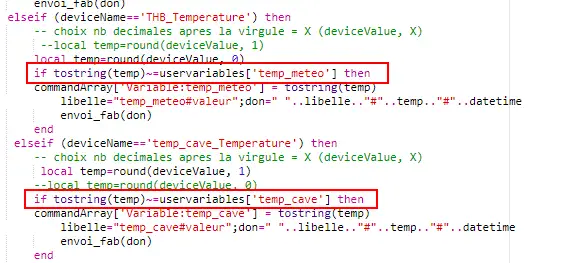 envoi_fab(don)
elseif (deviceName=='THB_Temperature') then
-- choix nb decimales apres la virgule = X (deviceValue, X)
--local temp=round(deviceValue, 1)
local temp=round(deviceValue, 0)
if tostring(temp)~=uservariables['temp_meteo'] then
commandArray['Variable:temp_meteo'] = tostring(temp)
libelle="temp_meteo#valeur";don=" "..libelle.."#"..temp.."#"..datetime
envoi_fab(don)
end
elseif (deviceName=='temp_cave_Temperature') then
-- choix nb decimales apres la virgule = X (deviceValue, X)
local temp=round(deviceValue, 1)
--local temp=round(deviceValue, 0)
if tostring(temp)~=uservariables['temp_cave'] then
commandArray['Variable:temp_cave'] = tostring(temp)
libelle="temp_cave#valeur";don=" "..libelle.."#"..temp.."#"..datetime
envoi_fab(don)
end